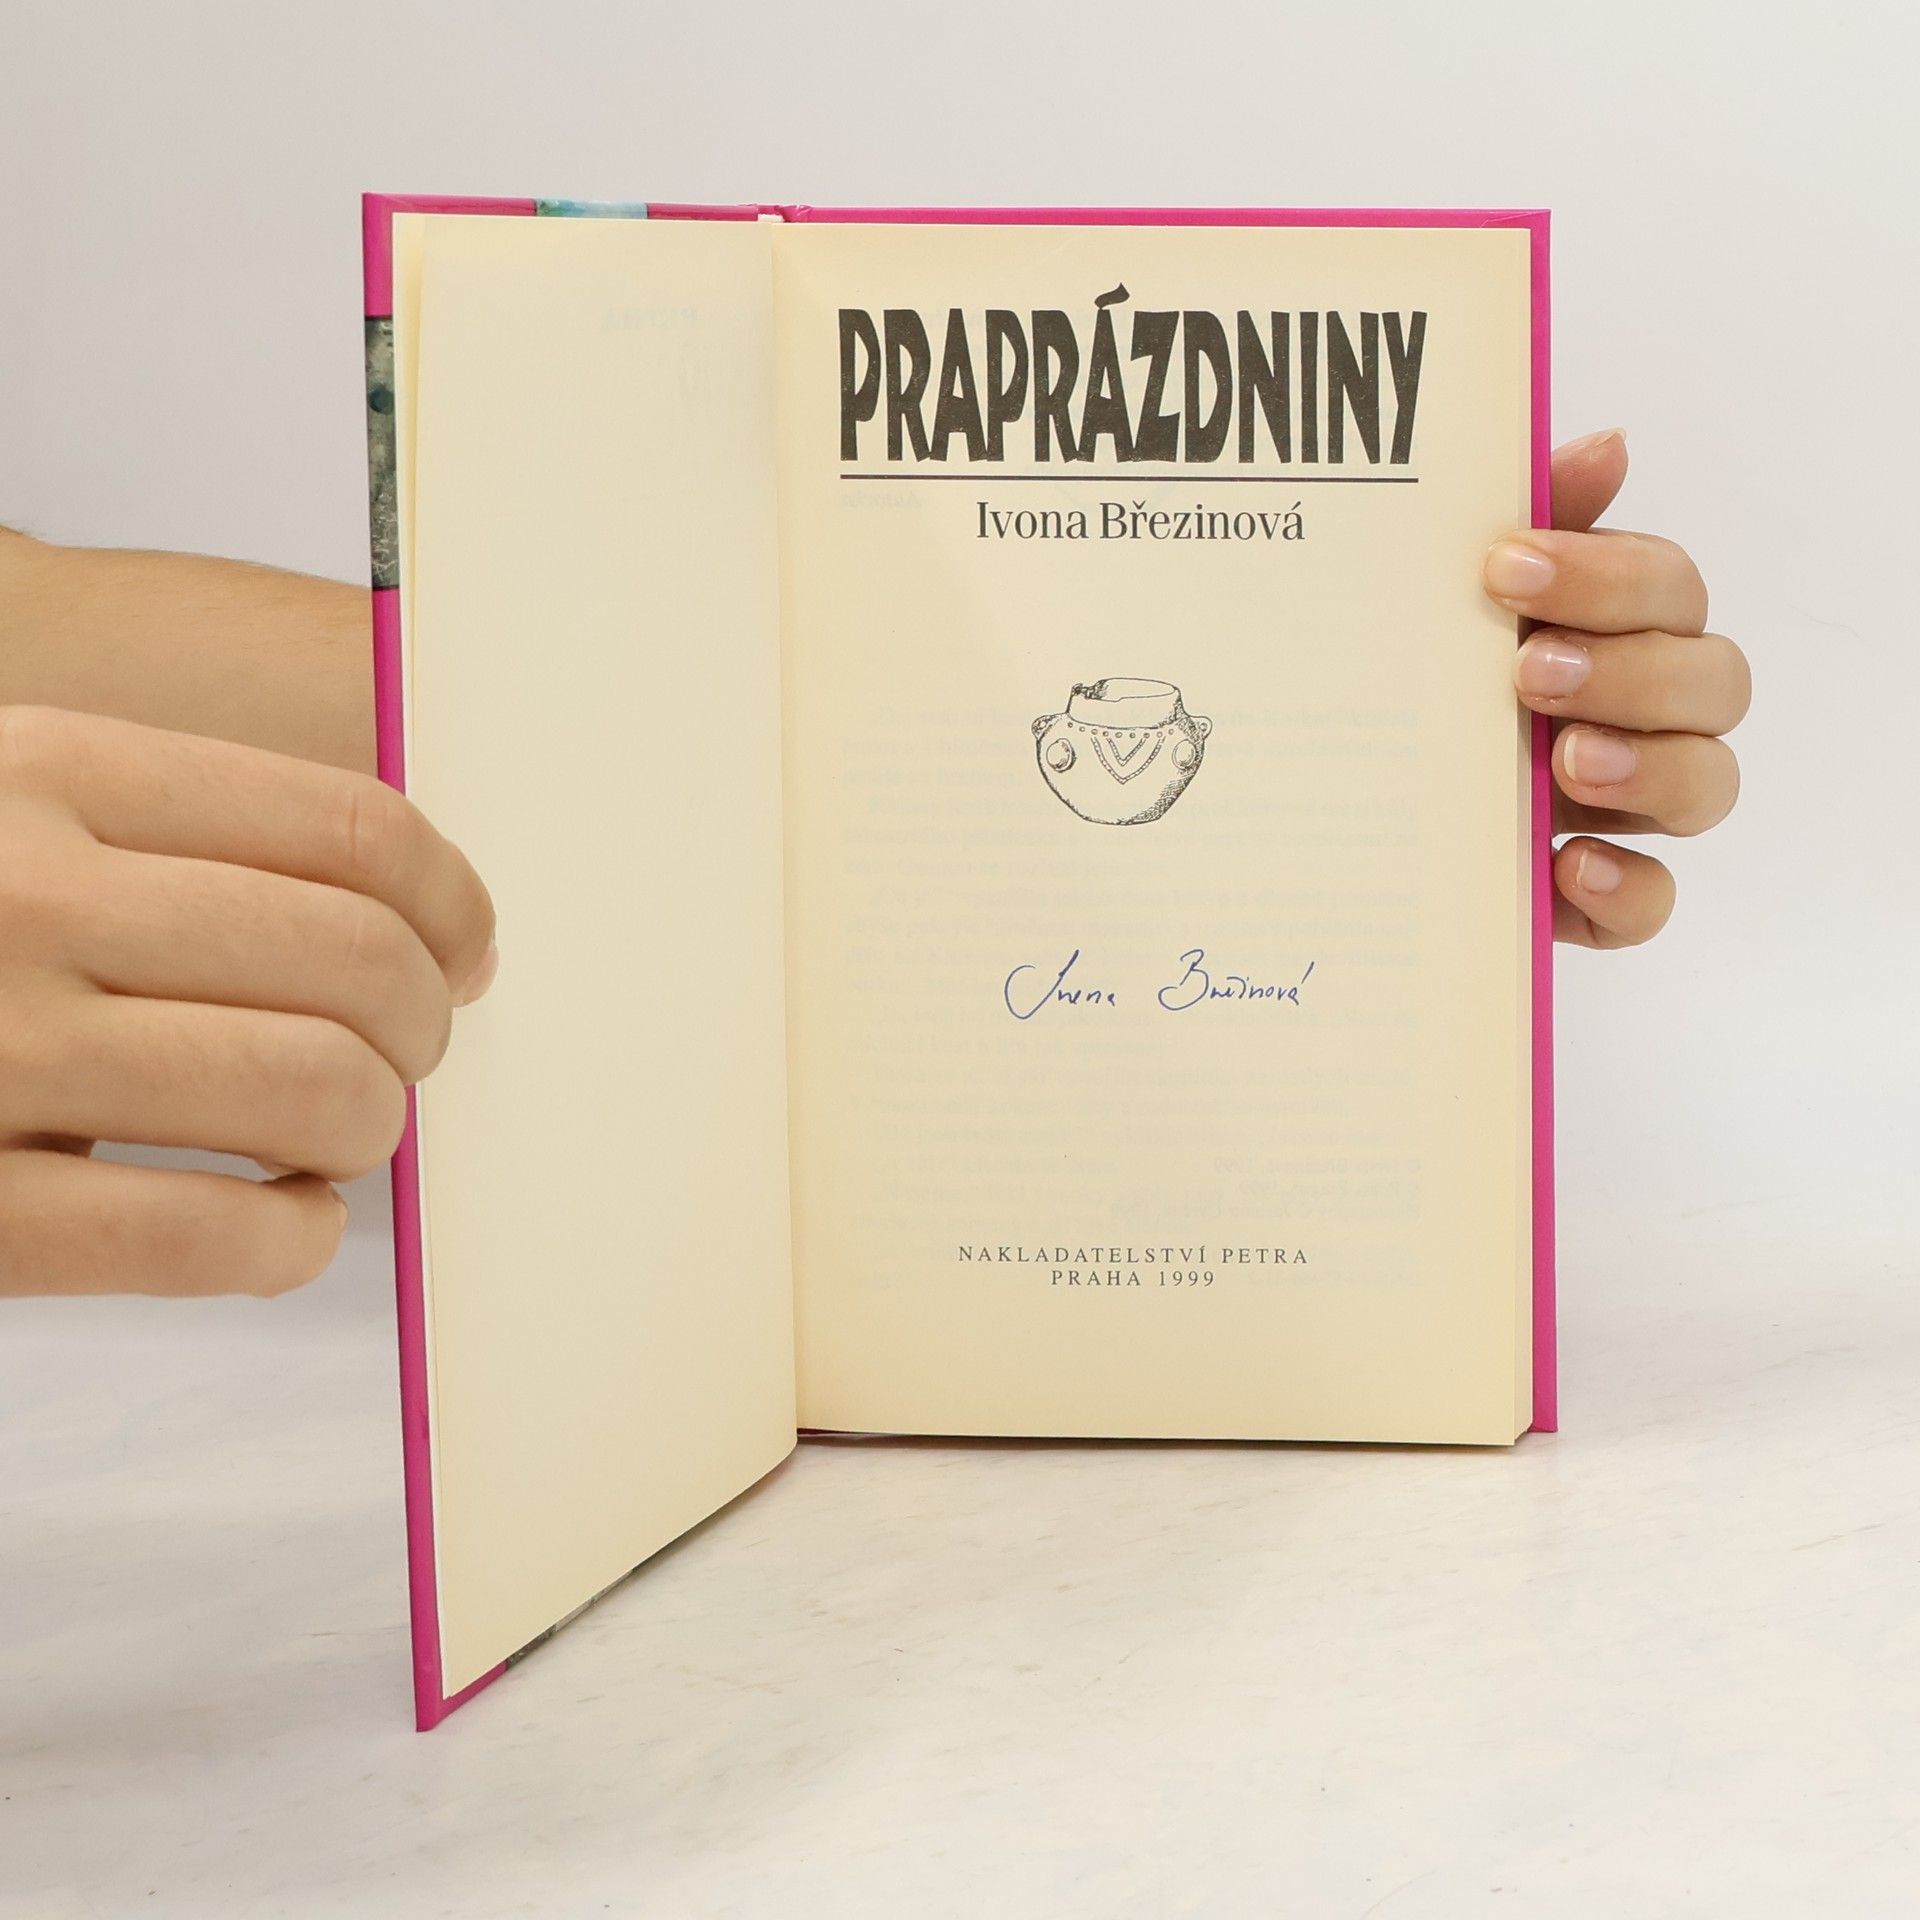 PRAPRÁZDNINY
Ivona Březinová
Ivona Březinová
NAKLADATELSTVÍ PETRA
PRAHA 1999